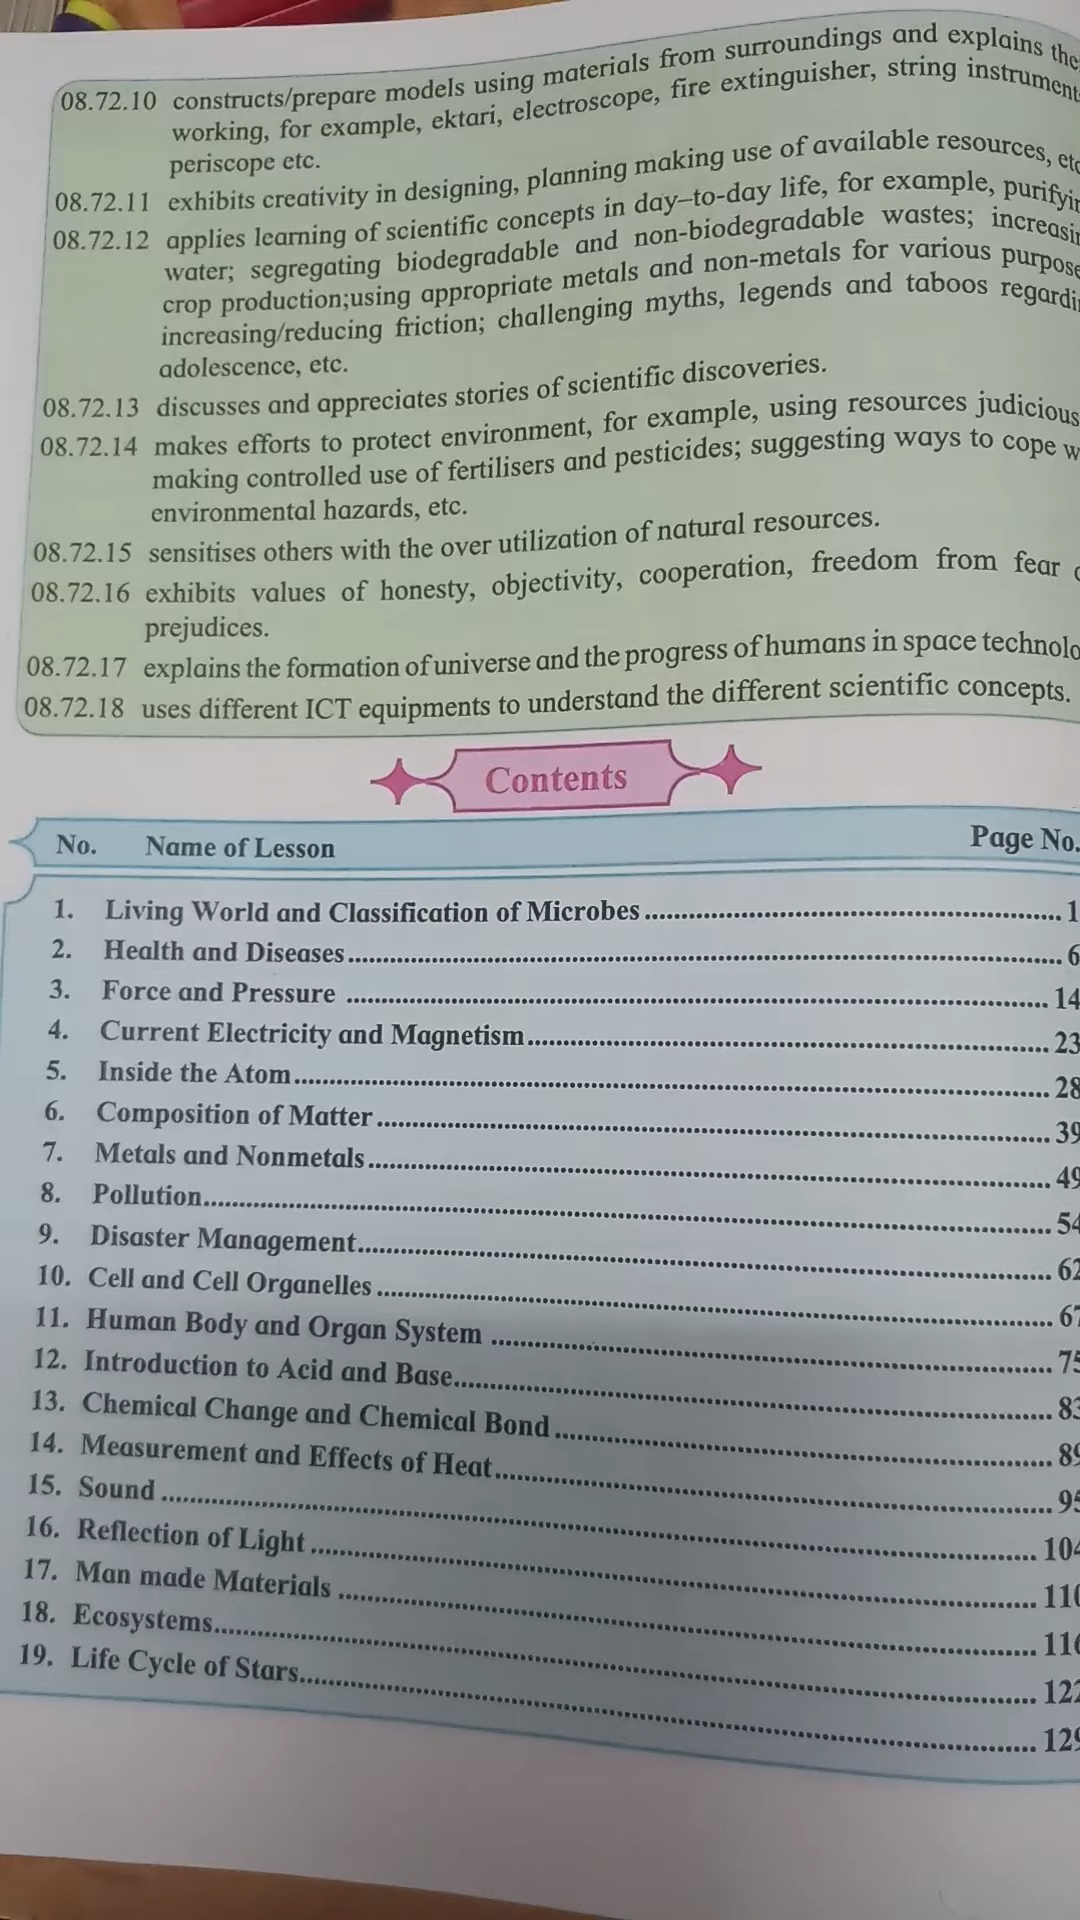 08.72.10 constructs/prepare models using materials from surroundings and explains the
working, for example, ektari, electroscope, fire extinguisher, string instrument
periscope etc.
08.72.11 exhibits creativity in designing, planning making use of available resources, etc
08.72.12 applies learning of scientific concepts in day–to-day life, for example,
water; segregating biodegradable and non-biodegradable wastes;
crop production;using appropriate metals and non-metals for various
increasing/reducing friction; challenging myths, legends and taboos
adolescence, etc.
08.72.13 discusses and appreciates stories of scientific discoveries.
08.72.14 makes efforts to protect environment, for example, using resources judicious
making controlled use of fertilisers and pesticides; suggesting ways to cope w
environmental hazards, etc.
08.72.15 sensitises others with the over utilization of natural resources.
08.72.16 exhibits values of honesty, objectivity, cooperation, freedom from fear
prejudices.
08.72.17 explains the formation of universe and the progress of humans in space technolo
08.72.18 uses different ICT equipments to understand the different scientific concepts.
Contents
No. Name of Lesson Page No.
1. Living World and Classification of Microbes 1
2. Health and Diseases 6
3. Force and Pressure 14
4. Current Electricity and Magnetism 23
5. Inside the Atom 28
6. Composition of Matter 39
7. Metals and Nonmetals 49
8. Pollution 54
9. Disaster Management 62
10. Cell and Cell Organelles 67
11. Human Body and Organ System 75
12. Introduction to Acid and Base 83
13. Chemical Change and Chemical Bond 89
14. Measurement and Effects of Heat 95
15. Sound 104
16. Reflection of Light 110
17. Man made Materials 116
18. Ecosystems 122
19. Life Cycle of Stars 129